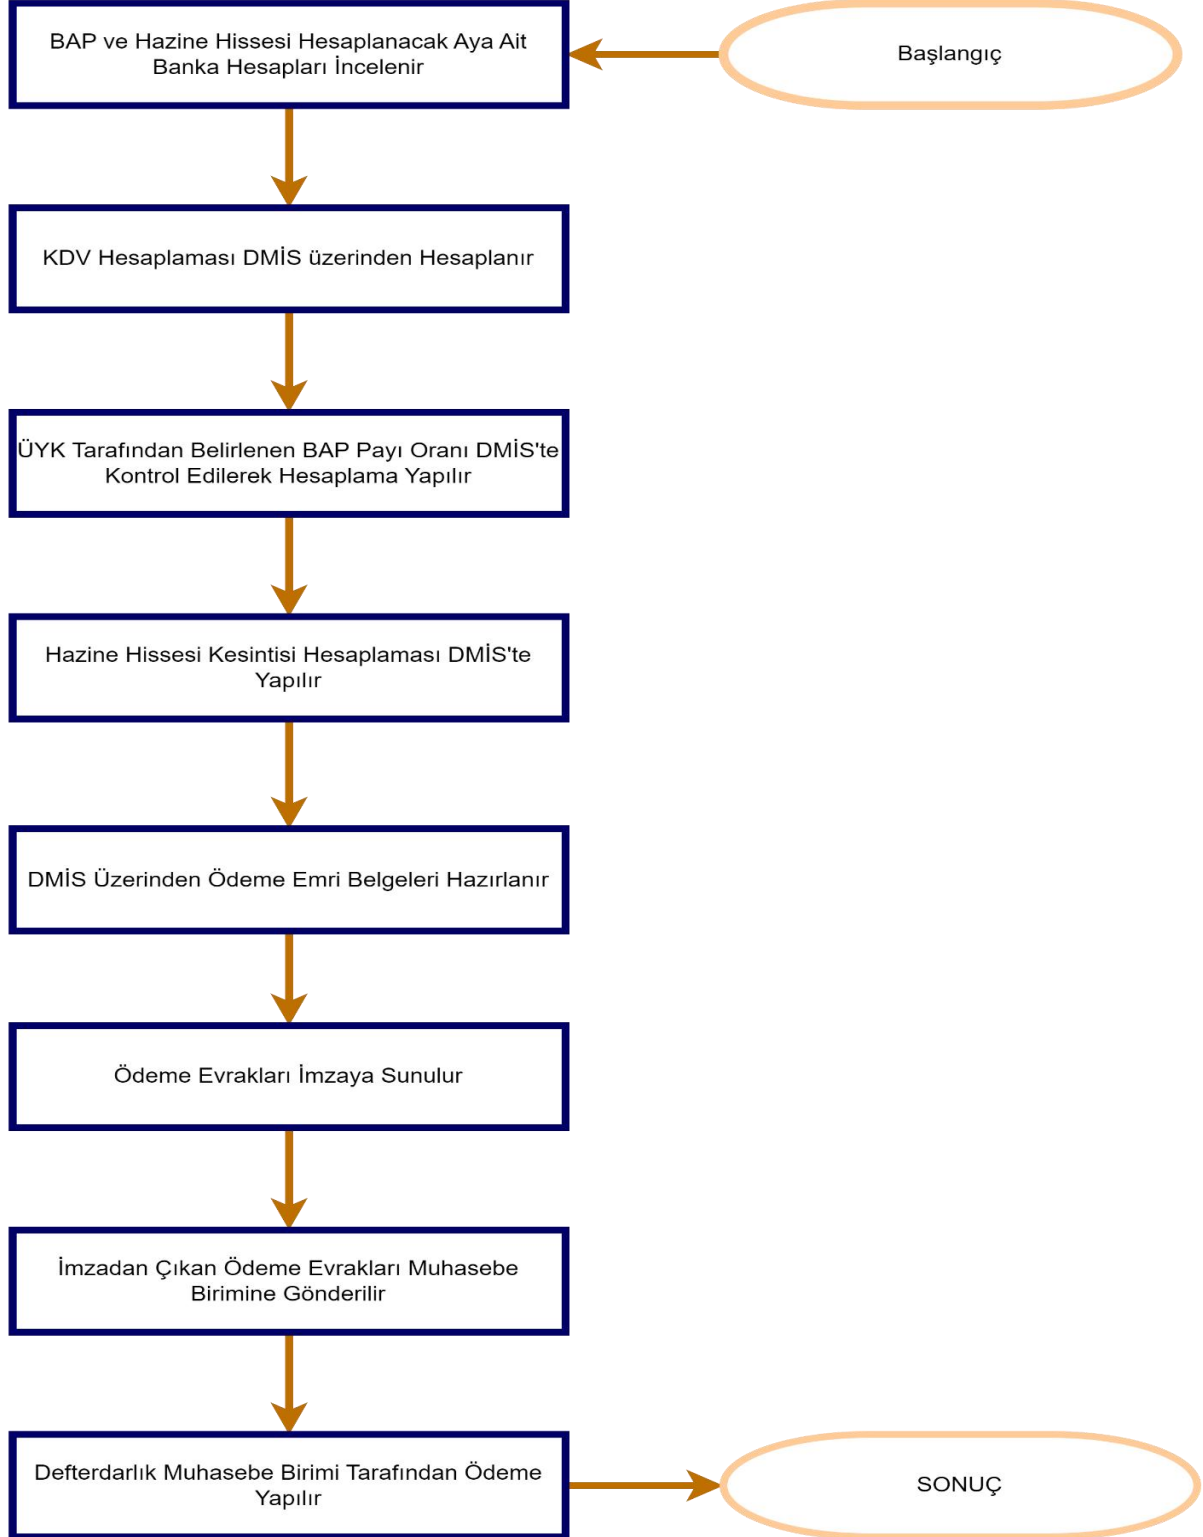 Başlangıç
BAP ve Hazine Hissesi Hesaplanacak Aya Ait
Banka Hesapları İncelenir
KDV Hesaplaması DMİS üzerinden Hesaplanır
ÜYK Tarafından Belirlenen BAP Payı Oranı DMİS'te
Kontrol Edilerek Hesaplama Yapılır
Hazine Hissesi Kesintisi Hesaplaması DMİS'te
Yapılır
DMİS Üzerinden Ödeme Emri Belgeleri Hazırlanır
Ödeme Evrakları İmzaya Sunulur
İmzadan Çıkan Ödeme Evrakları Muhasebe
Birimine Gönderilir
Defterdarlık Muhasebe Birimi Tarafından Ödeme
Yapılır
SONUÇ